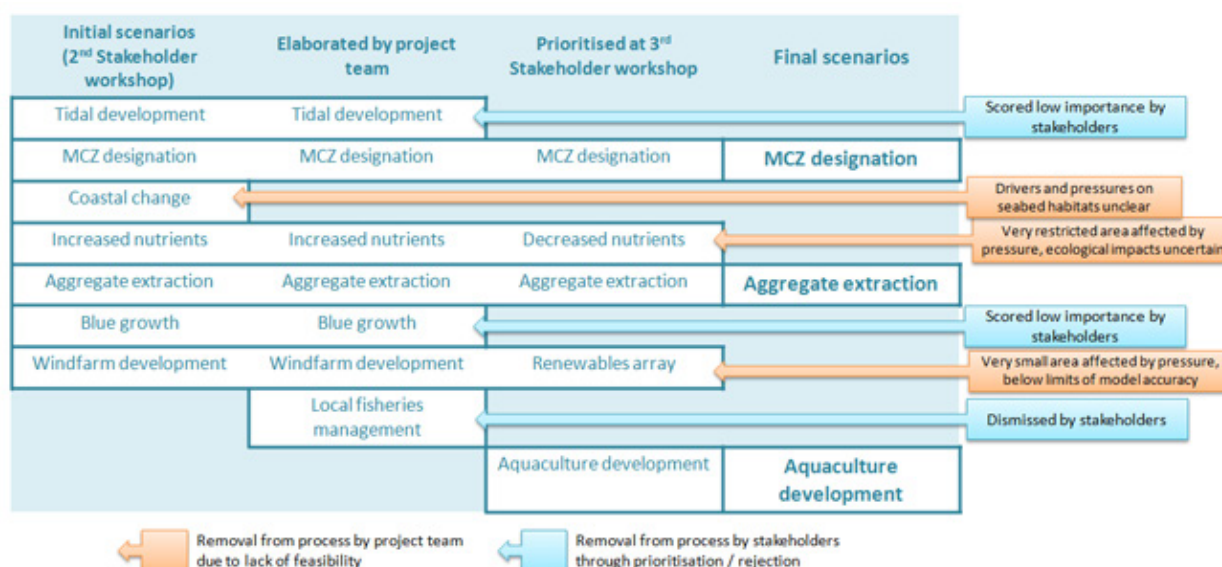 Initial scenarios
(2nd Stakeholder
workshop)
Elaborated by project
team
Prioritised at 3rd
Stakeholder workshop
Final scenarios
Tidal development
Tidal development
Scored low importance by
stakeholders
MCZ designation
MCZ designation
MCZ designation
MCZ designation
Coastal change
Drivers and pressures on
seabed habitats unclear
Increased nutrients
Increased nutrients
Decreased nutrients
Very restricted area affected by
pressure, ecological impacts uncertain
Aggregate extraction
Aggregate extraction
Aggregate extraction
Aggregate extraction
Blue growth
Blue growth
Scored low importance by
stakeholders
Windfarm development
Windfarm development
Renewables array
Very small area affected by pressure,
below limits of model accuracy
Local fisheries
management
Dismissed by stakeholders
Aquaculture development
Aquaculture
development
Removal from process by project team
due to lack of feasibility
Removal from process by stakeholders
through prioritisation / rejection